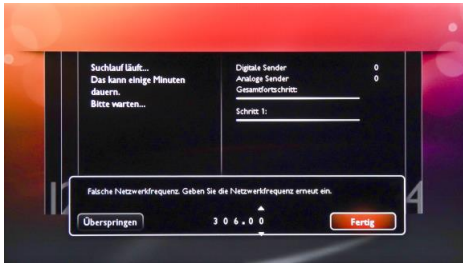 Suchlauf läuft...
Das kann einige Minuten
dauern.
Bitte warten...
Digitale Sender 0
Analoge Sender 0
Gesamtfortschritt:
Schritt 1:
Falsche Netzwerkfrequenz. Geben Sie die Netzwerkfrequenz erneut ein.
Überspringen
306.00
Fertig